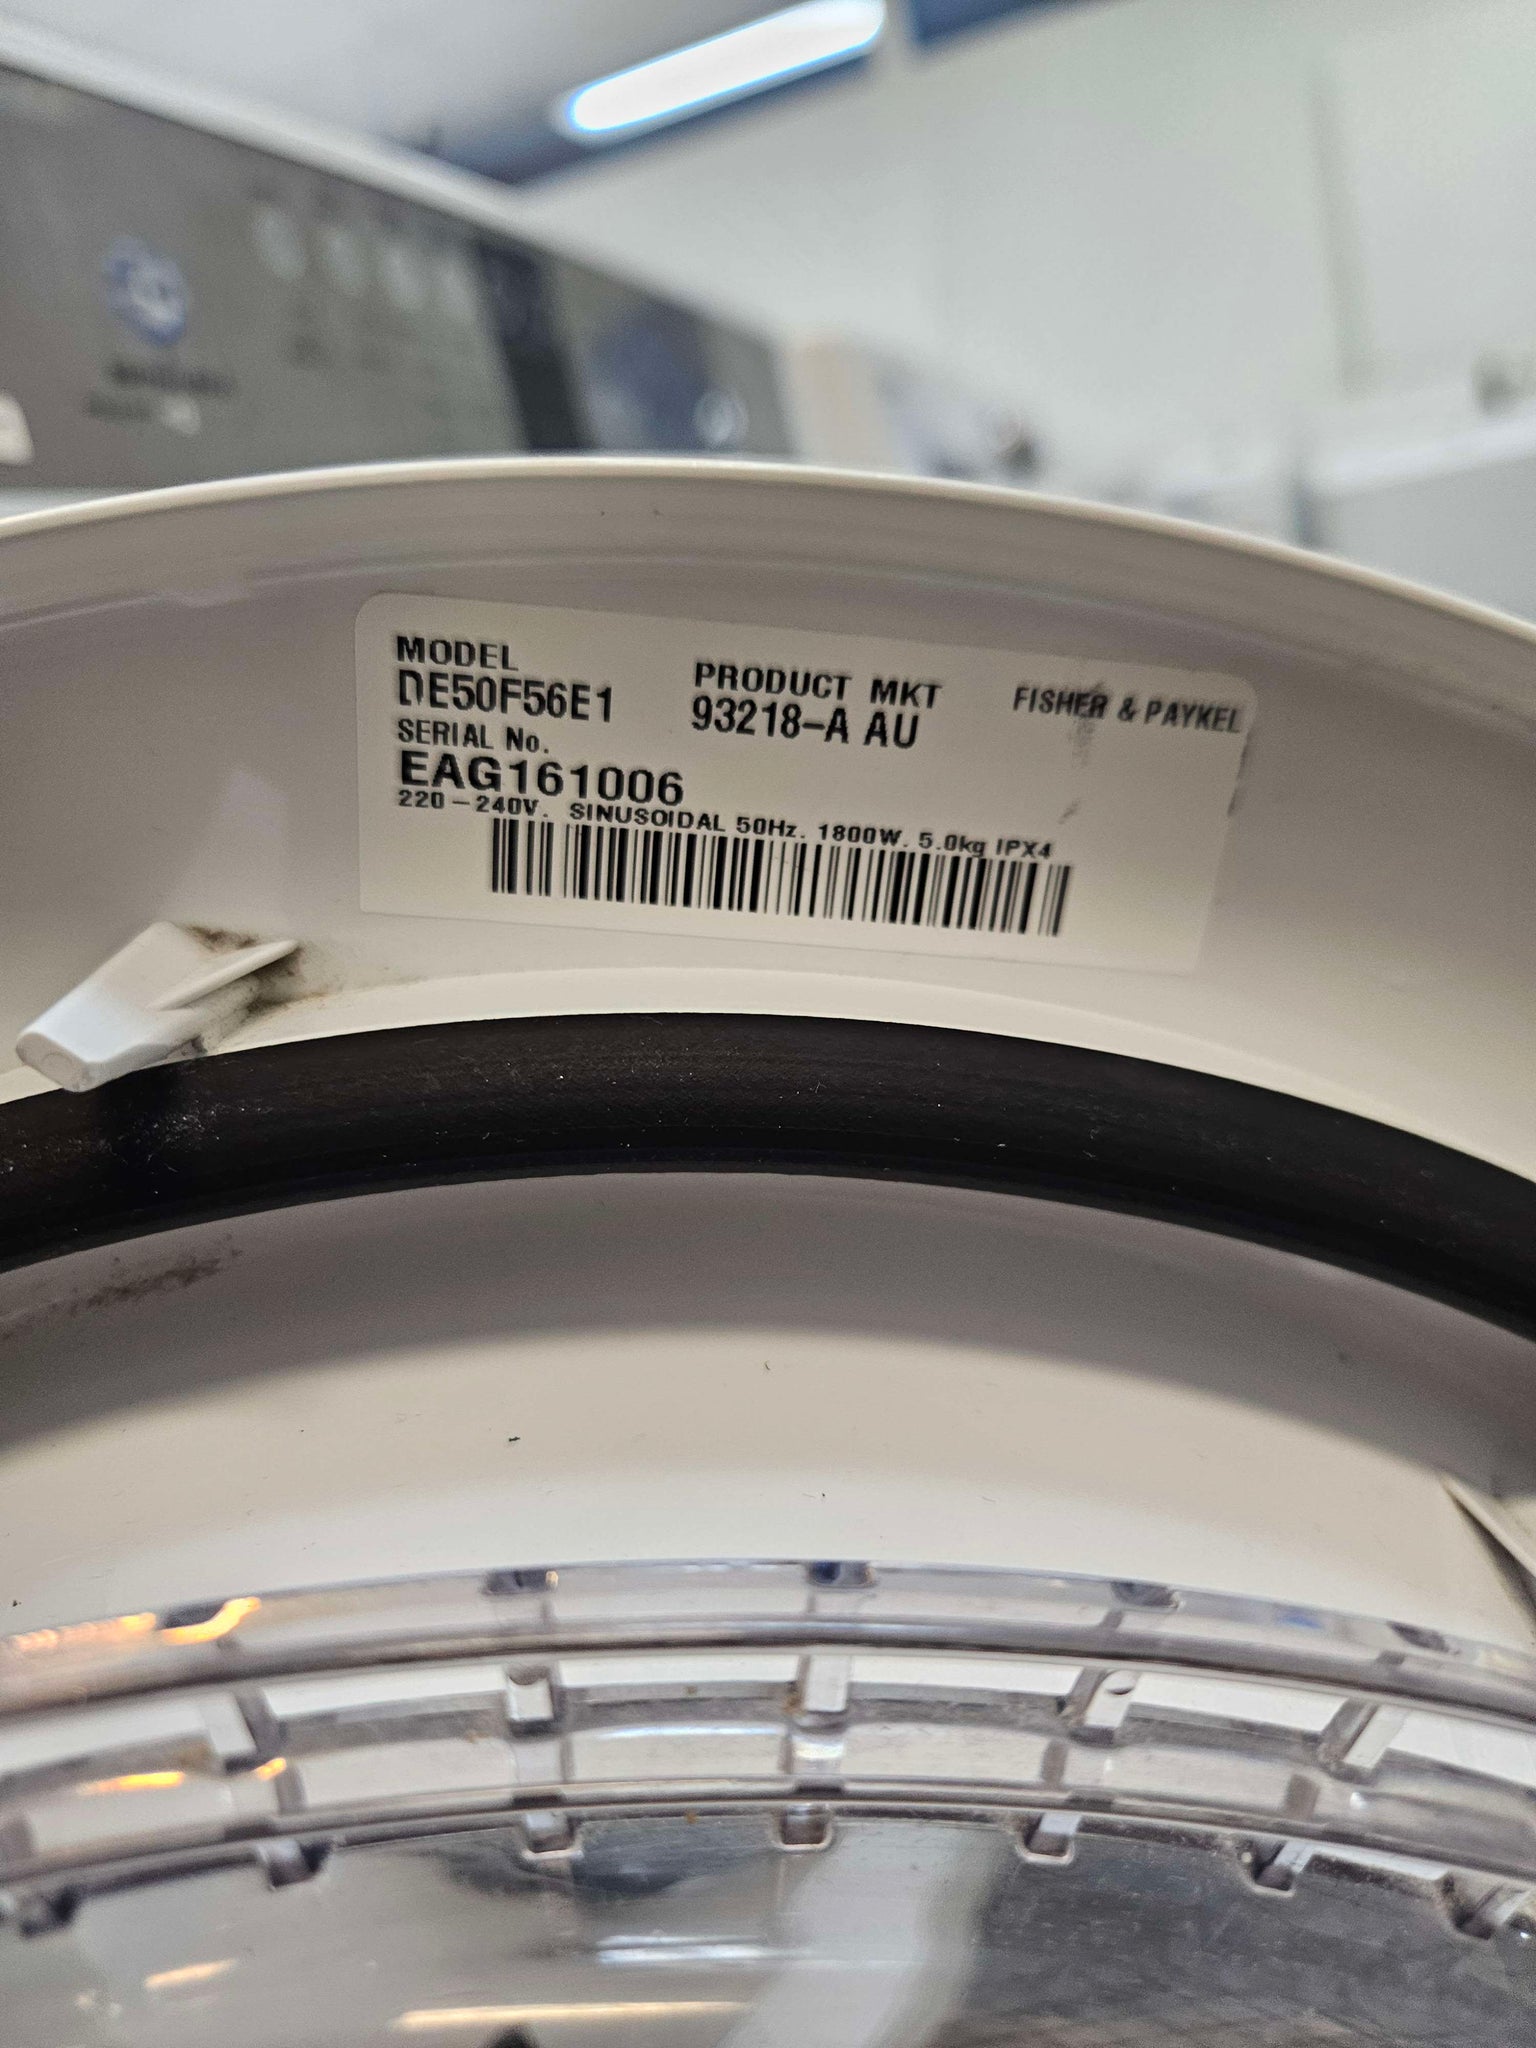 MODEL
DE50F56E1
PRODUCT MKT
93218-A AU
FISHER & PAYKEL
SERIAL No.
EAG161006
220-240V. SINUSOIDAL 50Hz. 1800W. 5.0kg IPX4